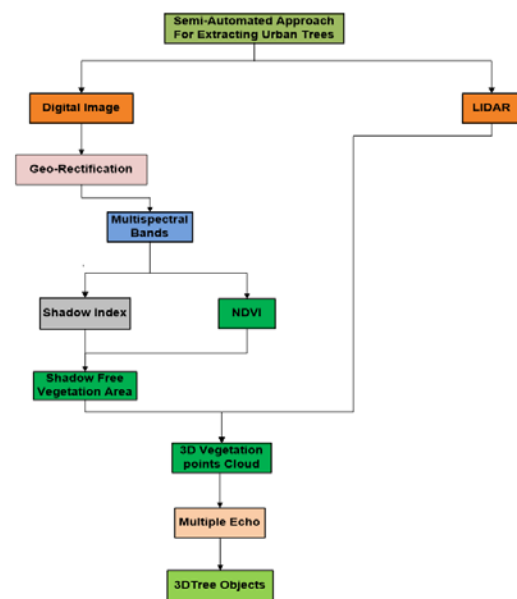 Semi-Automated Approach
For Extracting Urban Trees
Digital Image
LIDAR
Geo-Rectification
Multispectral
Bands
Shadow Index
NDVI
Shadow Free
Vegetation Area
3D Vegetation
points Cloud
Multiple Echo
3DTree Objects